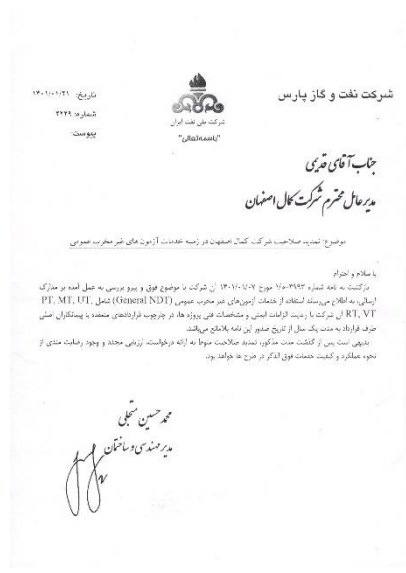 شرکت نفت و گاز پارس
شرکت ملی نفت ایران
"باسمه‌تعالی"
تاریخ: ۱۴۰۱/۰۱/۲۱
شماره: ۲۲۲۹
پیوست:
جناب آقای قدیمی
مدیرعامل محترم شرکت کمال اصفهان
موضوع: تمدید صلاحیت شرکت کمال اصفهان در زمینه خدمات آزمون های غیر مخرب عمومی
با سلام و احترام
بازگشت به نامه شماره ۱/ه-۳۹۹۳ مورخ ۱۴۰۱/۰۱/۰۷ آن شرکت با موضوع فوق و پیرو بررسی به عمل آمده بر مدارک
ارسالی، به اطلاع می‌رساند استفاده از خدمات آزمون‌های غیر مخرب عمومی (General NDT) شامل PT, MT, UT,
RT, VT آن شرکت با رعایت الزامات ایمنی و مشخصات فنی پروژه ها، در چارچوب قراردادهای منعقده با پیمانکاران اصلی
طرف قرارداد به مدت یک سال از تاریخ صدور این نامه بلامانع می‌باشد.
بدیهی است پس از گذشت مدت مذکور، تمدید صلاحیت منوط به ارائه درخواست، ارزیابی مجدد و وجود رضایت مندی از
نحوه عملکرد و کیفیت خدمات فوق الذکر در طرح ها خواهد بود.
محمد حسین متجلی
مدیر مهندسی و ساختمان